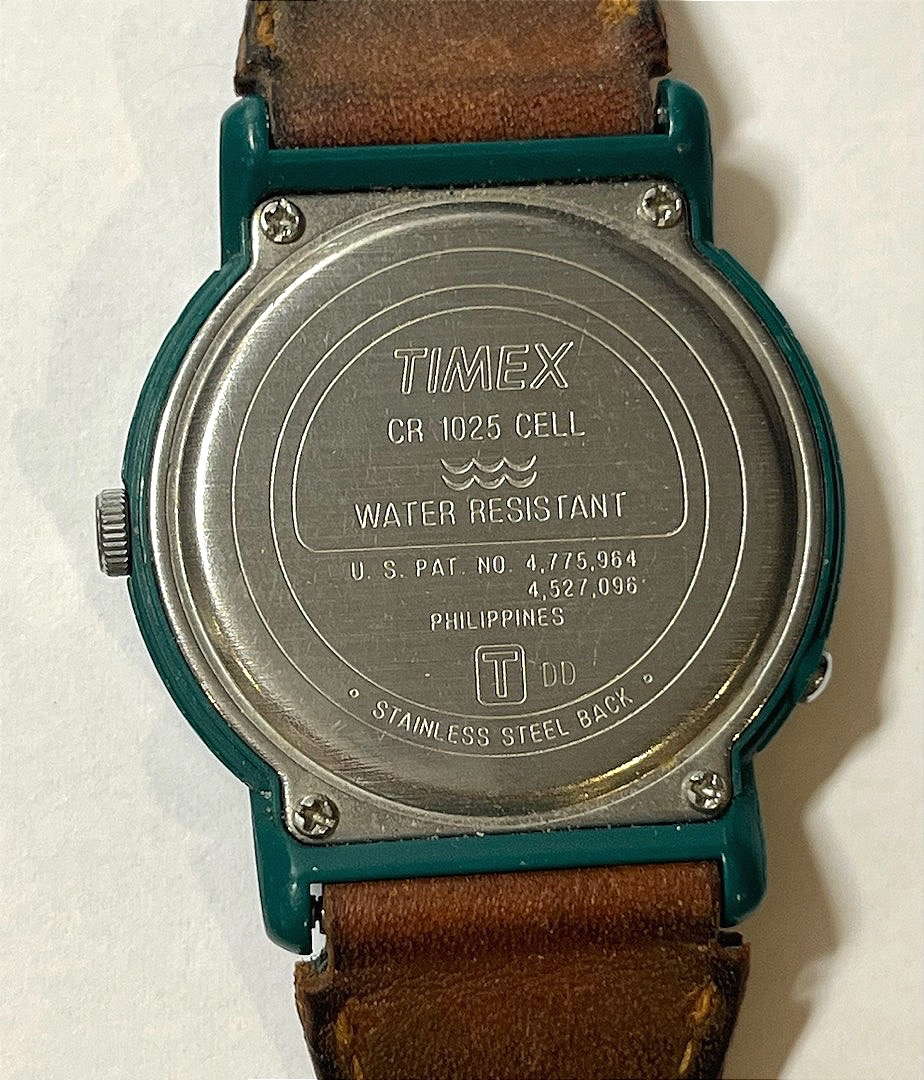 TIMEX
CR 1025 CELL
WATER RESISTANT
U. S. PAT. NO. 4,775,964
4,527,096
PHILIPPINES
T DD
STAINLESS STEEL BACK